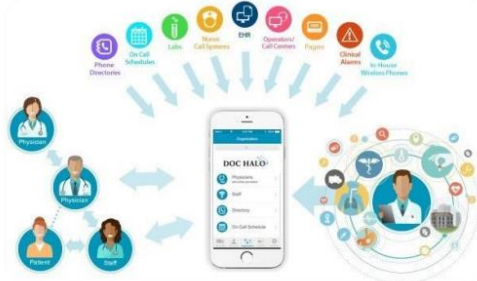 Phone
Directories
On Call
Schedules
Labs
Nurse
Call Systems
EHR
Operators/
Call Centers
Pagers
Clinical
Alarms
In-House
Wireless Phones
Physician
Physician
Patient
Staff
DOC HALO
Physicians
Staff
Directory
On Call Schedule